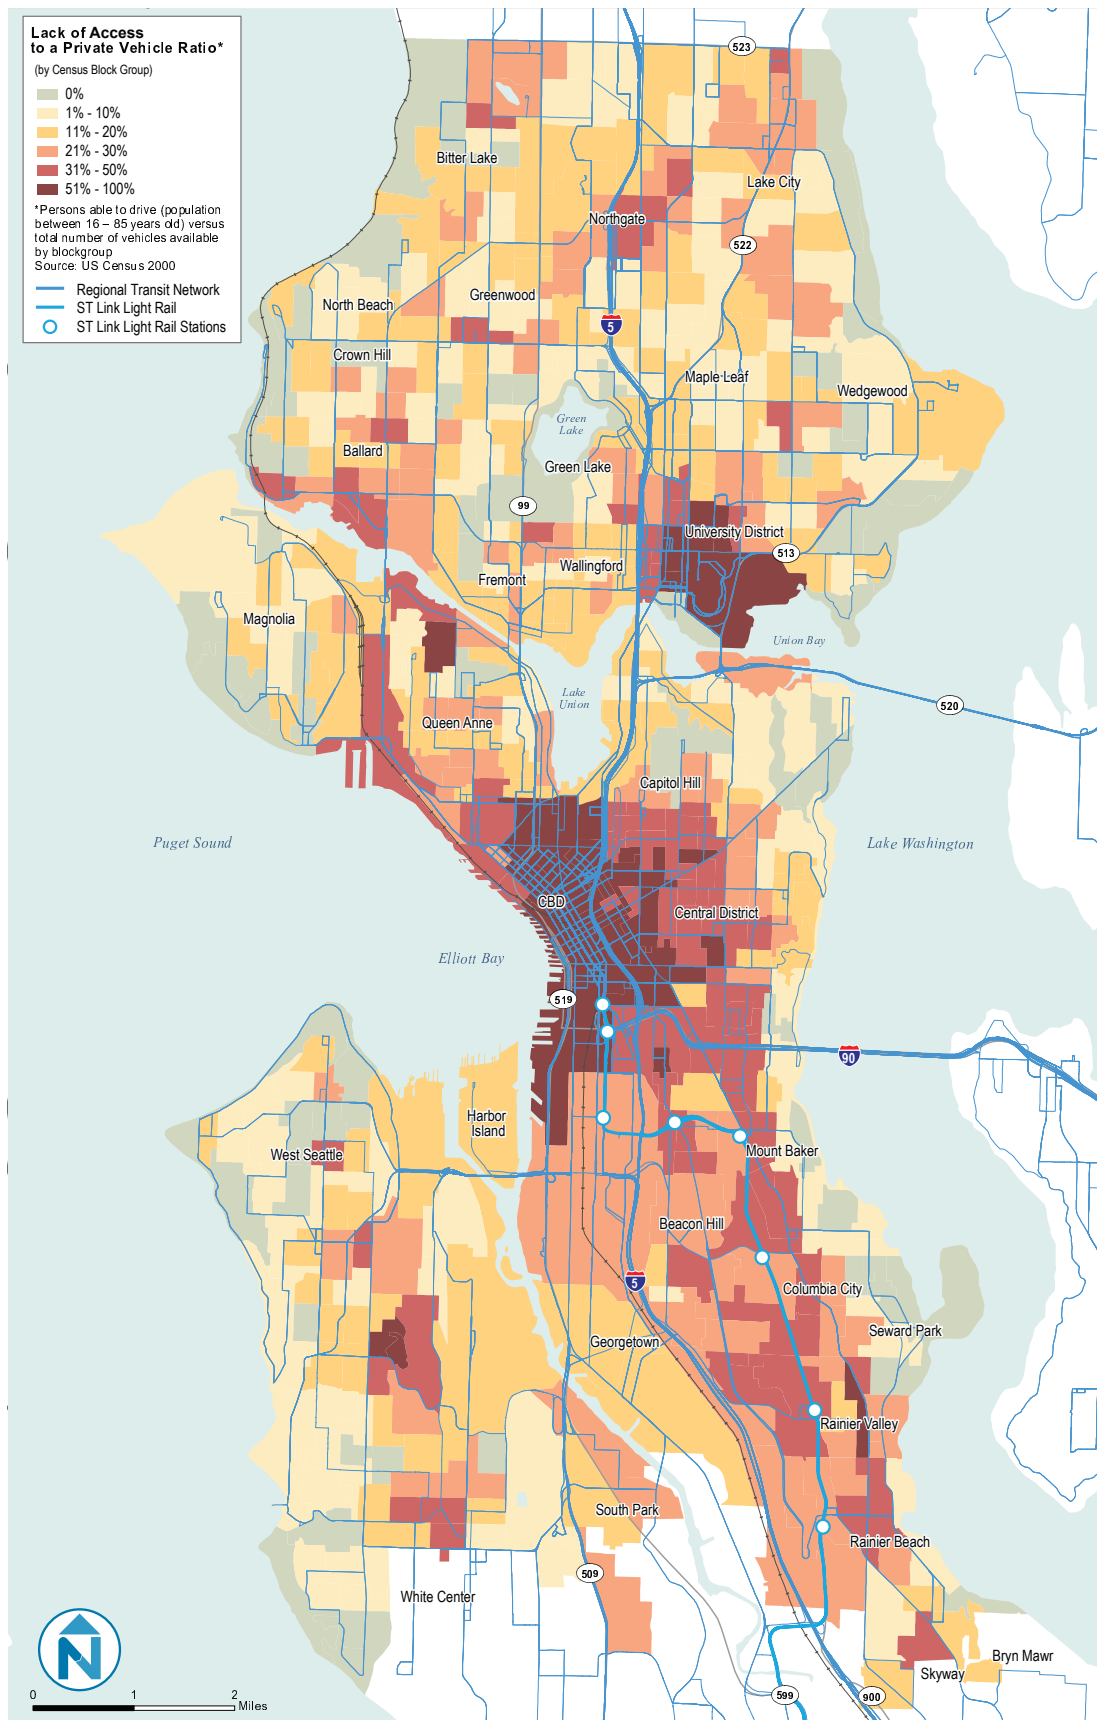 Lack of Access
to a Private Vehicle Ratio*
(by Census Block Group)
0%
1% - 10%
11% - 20%
21% - 30%
31% - 50%
51% - 100%
*Persons able to drive (population
between 16 – 85 years old) versus
total number of vehicles available
by blockgroup
Source: US Census 2000
Regional Transit Network
ST Link Light Rail
ST Link Light Rail Stations
523
Bitter Lake
Lake City
Northgate
522
North Beach
Greenwood
5
Crown Hill
Maple Leaf
Wedgewood
Green
Lake
Ballard
Green Lake
99
University District
513
Wallingford
Fremont
Magnolia
Union Bay
Lake
Union
520
Queen Anne
Capitol Hill
Puget Sound
Lake Washington
CBD
Central District
Elliott Bay
519
90
Harbor
Island
West Seattle
Mount Baker
Beacon Hill
5
Columbia City
Seward Park
Georgetown
Rainier Valley
South Park
Rainier Beach
509
White Center
Bryn Mawr
Skyway
599
900
N
0
1
2
Miles